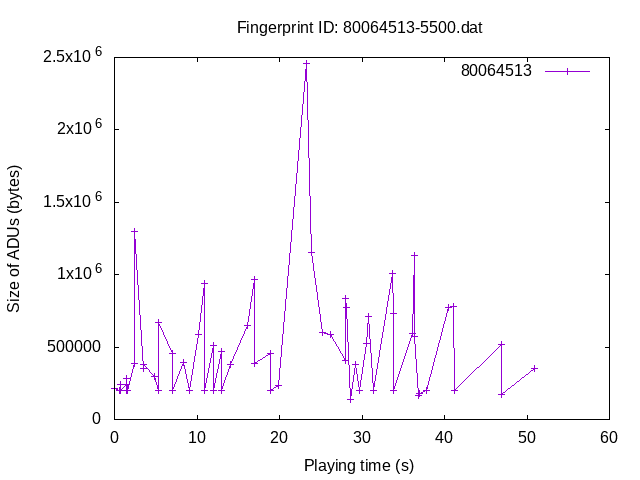 Fingerprint ID: 80064513-5500.dat
80064513
2.5x10^6
2x10^6
1.5x10^6
1x10^6
500000
0
Size of ADUs (bytes)
0 10 20 30 40 50 60
Playing time (s)